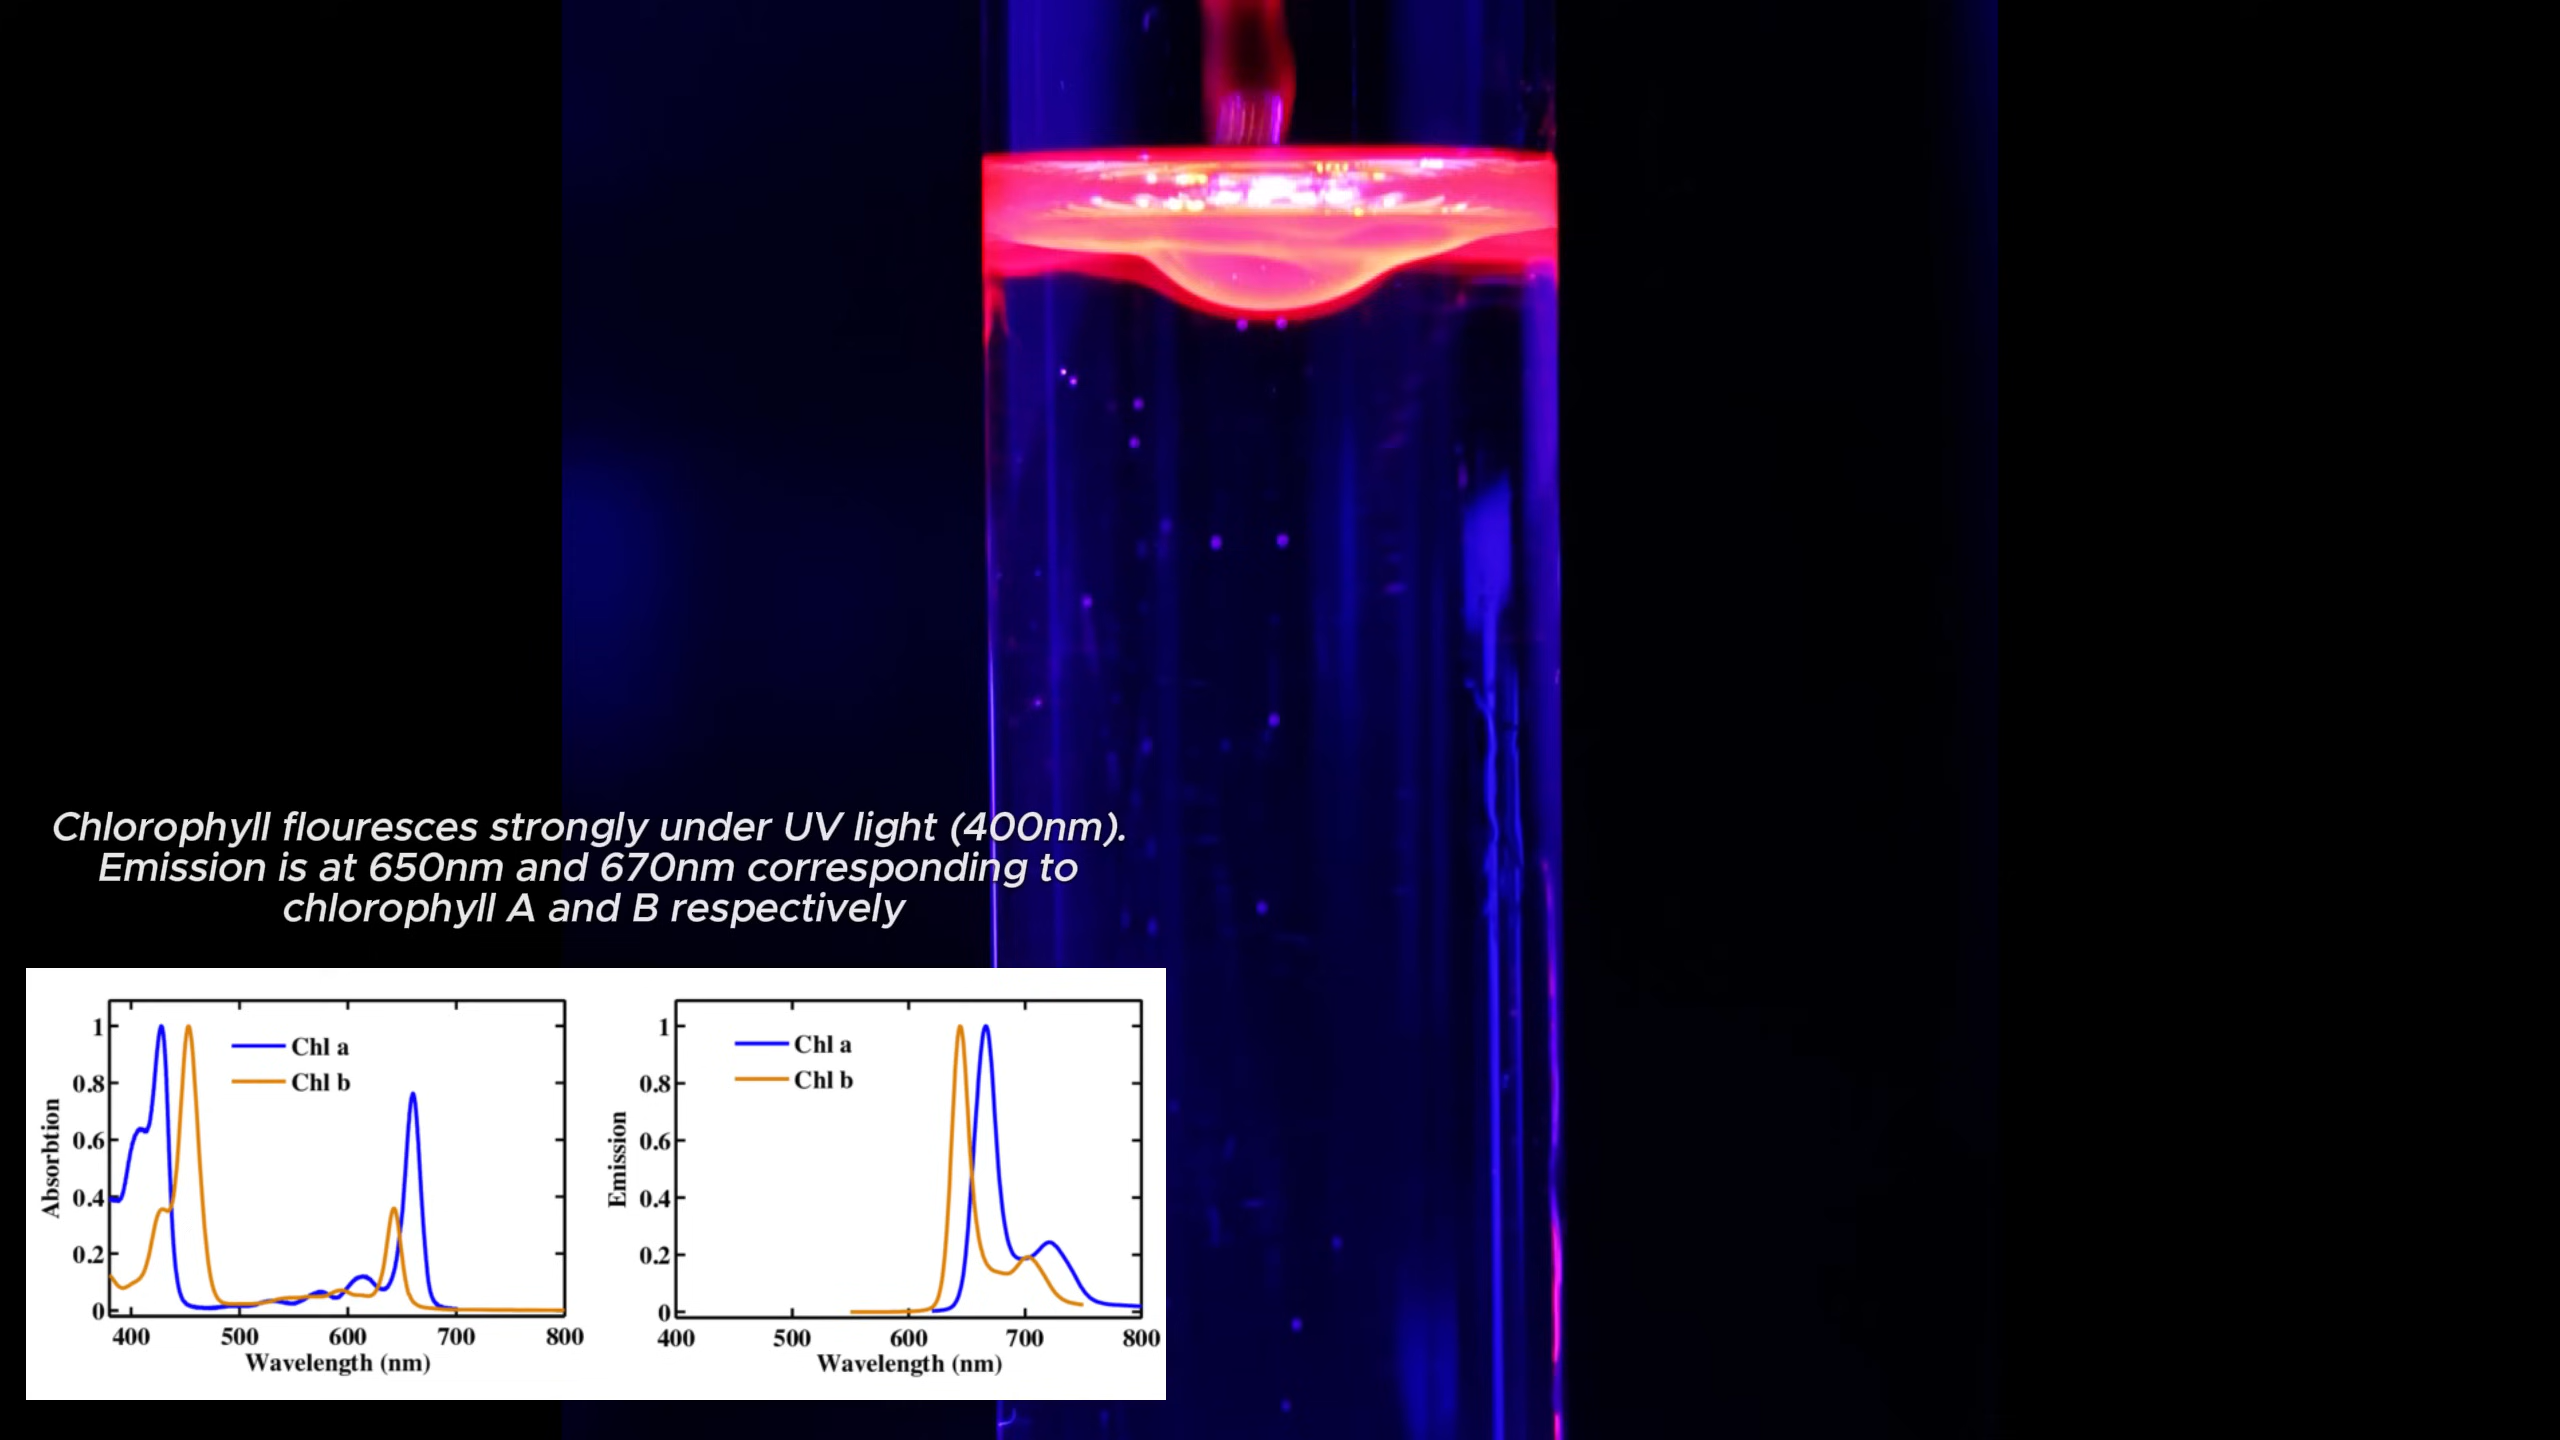 Chlorophyll flouresces strongly under UV light (400nm).
Emission is at 650nm and 670nm corresponding to
chlorophyll A and B respectively
Absorbtion
1
0.8
0.6
0.4
0.2
0
Chl a
Chl b
400 500 600 700 800
Wavelength (nm)
Emission
1
0.8
0.6
0.4
0.2
0
Chl a
Chl b
400 500 600 700 800
Wavelength (nm)